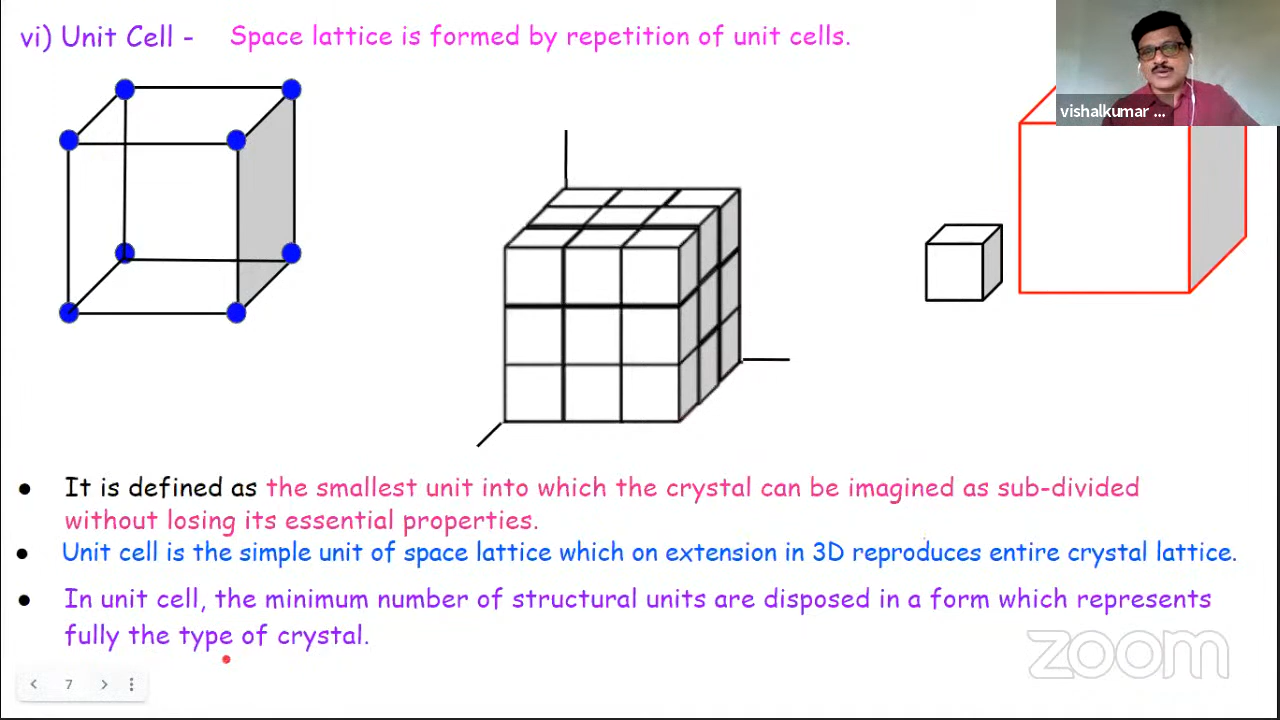 vi) Unit Cell - Space lattice is formed by repetition of unit cells.
vishalkumar ...
It is defined as the smallest unit into which the crystal can be imagined as sub-divided
without losing its essential properties.
Unit cell is the simple unit of space lattice which on extension in 3D reproduces entire crystal lattice.
In unit cell, the minimum number of structural units are disposed in a form which represents
fully the type of crystal.
zoom
7